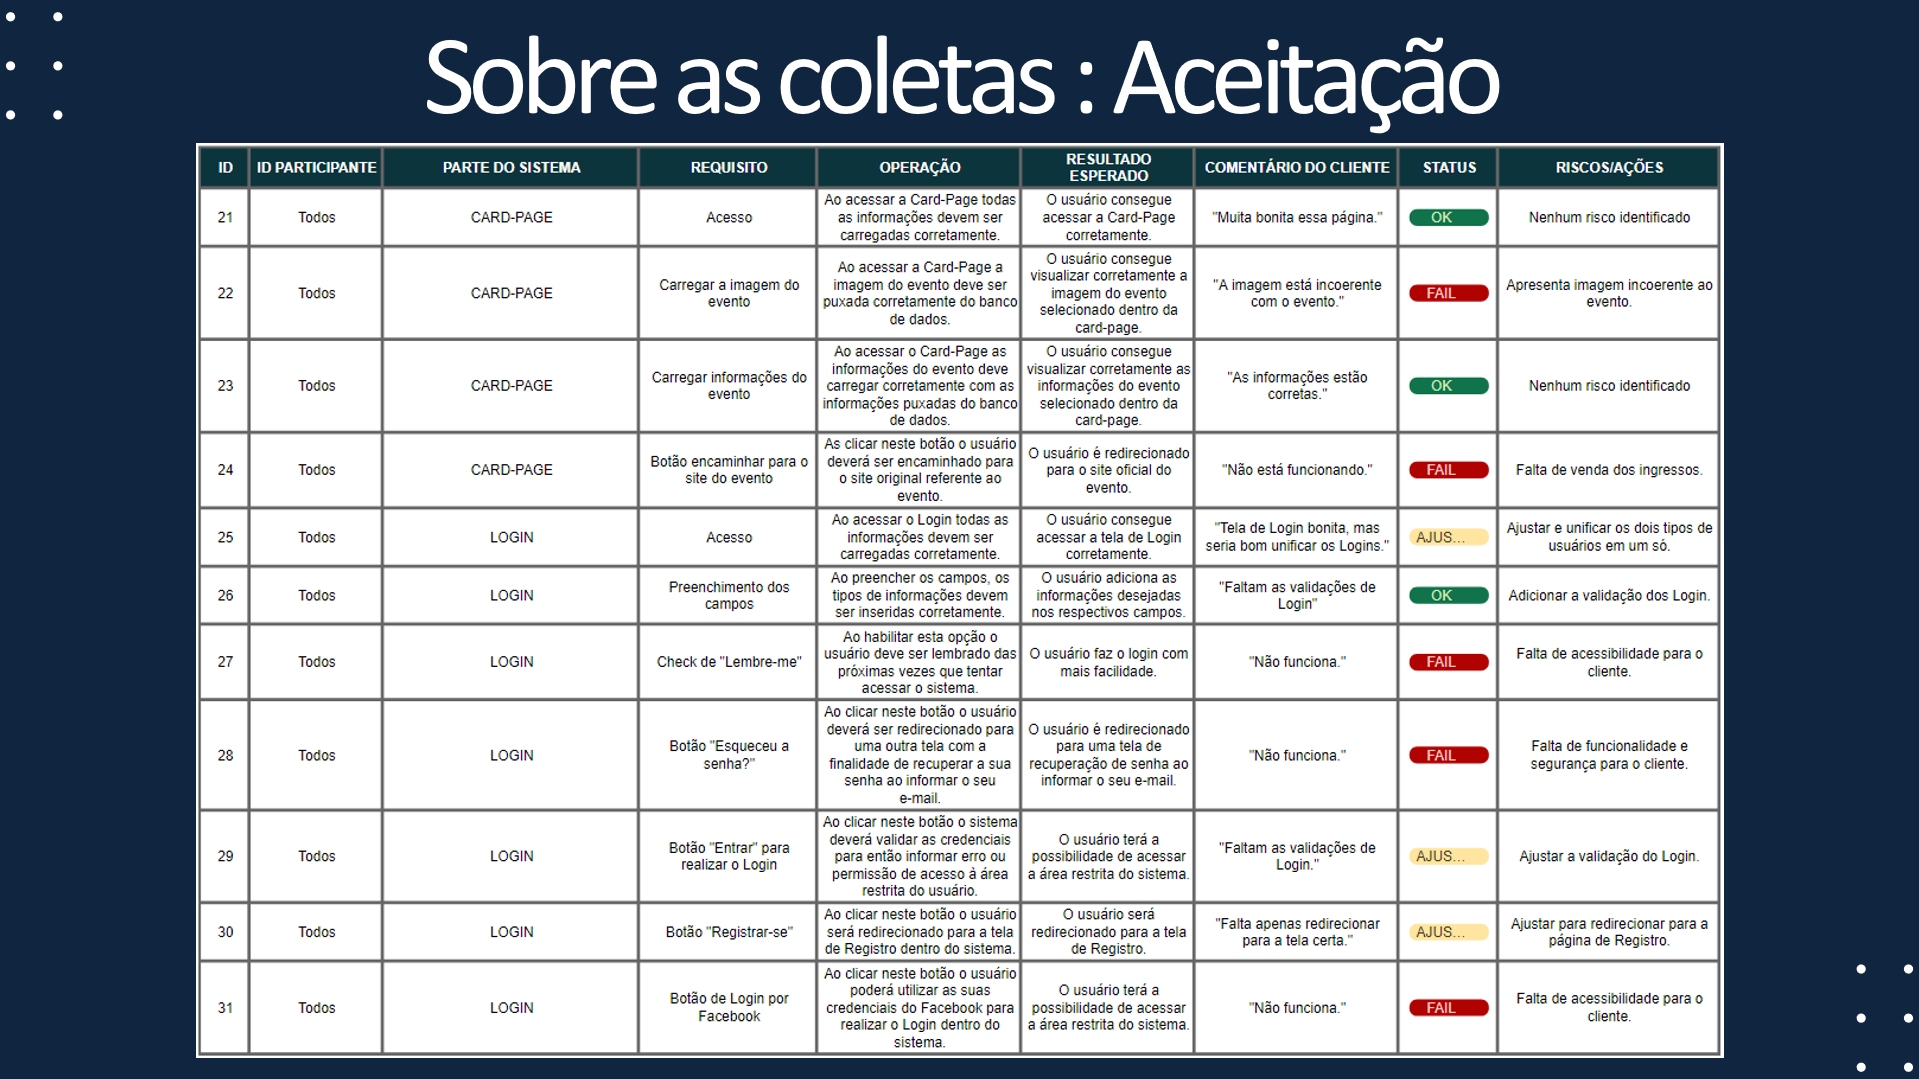 Sobre as coletas : Aceitação
ID
ID PARTICIPANTE
PARTE DO SISTEMA
REQUISITO
OPERAÇÃO
RESULTADO
ESPERADO
COMENTÁRIO DO CLIENTE
STATUS
RISCOS/AÇÕES
21
Todos
CARD-PAGE
Acesso
Ao acessar a Card-Page todas
as informações devem ser
carregadas corretamente.
O usuário consegue
acessar a Card-Page
corretamente.
"Muita bonita essa página."
OK
Nenhum risco identificado
22
Todos
CARD-PAGE
Carregar a imagem do
evento
Ao acessar a Card-Page a
imagem do evento deve ser
puxada corretamente do banco
de dados.
O usuário consegue
visualizar corretamente a
imagem do evento
selecionado dentro da
card-page.
"A imagem está incoerente
com o evento."
FAIL
Apresenta imagem incoerente ao
evento.
23
Todos
CARD-PAGE
Carregar informações do
evento
Ao acessar o Card-Page as
informações do evento deve
carregar corretamente com as
informações puxadas do banco
de dados.
O usuário consegue
visualizar corretamente as
informações do evento
selecionado dentro da
card-page.
"As informações estão
corretas."
OK
Nenhum risco identificado
24
Todos
CARD-PAGE
Botão encaminhar para o
site do evento
As clicar neste botão o usuário
deverá ser encaminhado para
o site original referente ao
evento.
O usuário é redirecionado
para o site oficial do
evento.
"Não está funcionando."
FAIL
Falta de venda dos ingressos.
25
Todos
LOGIN
Acesso
Ao acessar o Login todas as
informações devem ser
carregadas corretamente.
O usuário consegue
acessar a tela de Login
corretamente.
"Tela de Login bonita, mas
seria bom unificar os Logins."
AJUS...
Ajustar e unificar os dois tipos de
usuários em um só.
26
Todos
LOGIN
Preenchimento dos
campos
Ao preencher os campos, os
tipos de informações devem
ser inseridas corretamente.
O usuário adiciona as
informações desejadas
nos respectivos campos.
"Faltam as validações de
Login"
OK
Adicionar a validação dos Login.
27
Todos
LOGIN
Check de "Lembre-me"
Ao habilitar esta opção o
usuário deve ser lembrado das
próximas vezes que tentar
acessar o sistema.
O usuário faz o login com
mais facilidade.
"Não funciona."
FAIL
Falta de acessibilidade para o
cliente.
28
Todos
LOGIN
Botão "Esqueceu a
senha?"
Ao clicar neste botão o usuário
deverá ser redirecionado para
uma outra tela com a
finalidade de recuperar a sua
senha ao informar o seu
e-mail.
O usuário é redirecionado
para uma tela de
recuperação de senha ao
informar o seu e-mail.
"Não funciona."
FAIL
Falta de funcionalidade e
segurança para o cliente.
29
Todos
LOGIN
Botão "Entrar" para
realizar o Login
Ao clicar neste botão o sistema
deverá validar as credenciais
para então informar erro ou
permissão de acesso à área
restrita do usuário.
O usuário terá a
possibilidade de acessar
a área restrita do sistema.
"Faltam as validações de
Login."
AJUS...
Ajustar a validação do Login.
30
Todos
LOGIN
Botão "Registrar-se"
Ao clicar neste botão o usuário
será redirecionado para a tela
de Registro dentro do sistema.
O usuário será
redirecionado para a tela
de Registro.
"Falta apenas redirecionar
para a tela certa."
AJUS...
Ajustar para redirecionar para a
página de Registro.
31
Todos
LOGIN
Botão de Login por
Facebook
Ao clicar neste botão o usuário
poderá utilizar as suas
credenciais do Facebook para
realizar o Login dentro do
sistema.
O usuário terá a
possibilidade de acessar
a área restrita do sistema.
"Não funciona."
FAIL
Falta de acessibilidade para o
cliente.